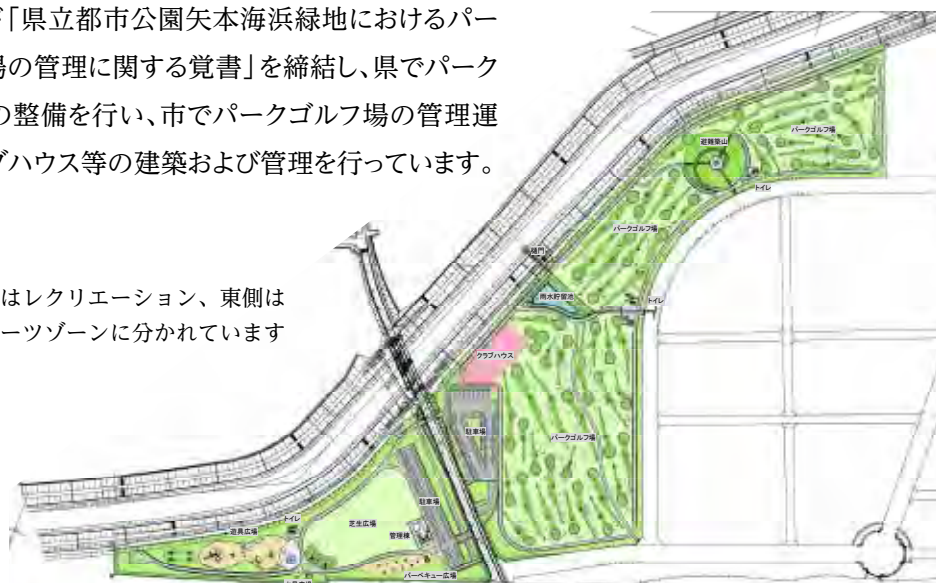 「県立都市公園矢本海浜緑地におけるパー
場の管理に関する覚書」を締結し、県でパーク
の整備を行い、市でパークゴルフ場の管理運
ブハウス等の建築および管理を行っています。
はレクリエーション、東側は
ーツゾーンに分かれています
パークゴルフ場
避難築山
トイレ
パークゴルフ場
樋門
雨水貯留池
トイレ
クラブハウス
駐車場
パークゴルフ場
駐車場
トイレ
芝生広場
遊具広場
管理棟
バーベキュー広場